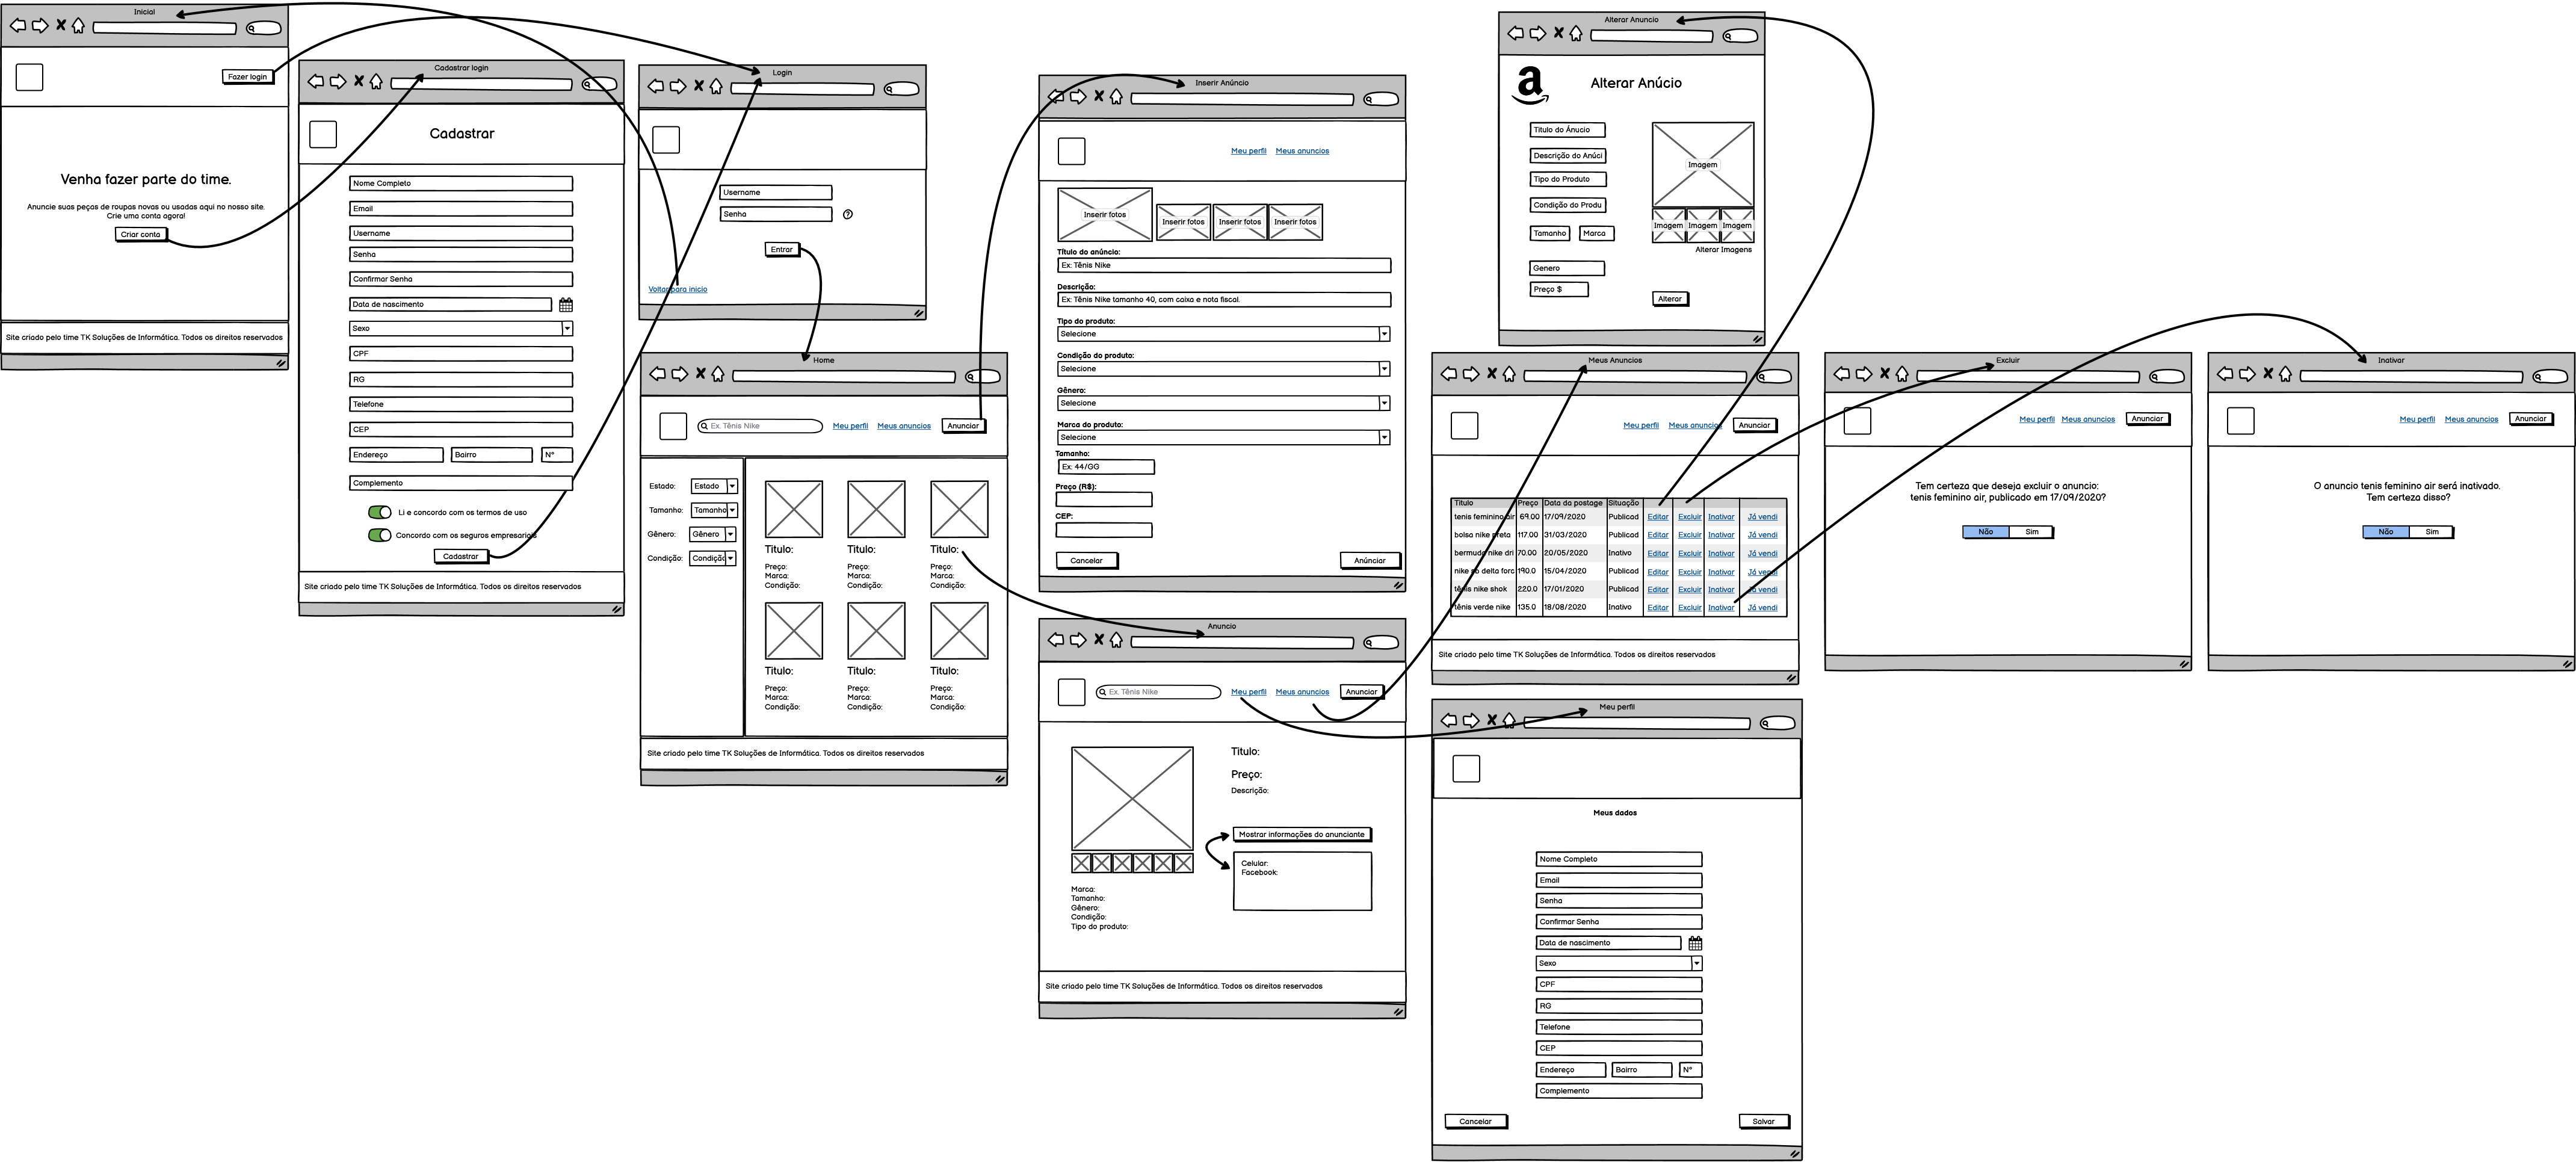 Inicial
Fazer login
Venha fazer parte do time.
Anuncie suas peças de roupas novas ou usadas aqui no nosso site.
Crie uma conta agora!
Criar conta
Site criado pelo time TK Soluções de Informática. Todos os direitos reservados
Cadastrar login
Cadastrar
Nome Completo
Email
Username
Senha
Confirmar Senha
Data de nascimento
Sexo
CPF
RG
Telefone
CEP
Endereço Bairro N°
Complemento
Li e concordo com os termos de uso
Concordo com os seguros empresariais
Cadastrar
Site criado pelo time TK Soluções de Informática. Todos os direitos reservados
Login
Username
Senha
?
Entrar
Voltar para inicio
Home
Ex. Tênis Nike Meu perfil Meus anuncios Anunciar
Estado: Estado
Tamanho: Tamanho
Gênero: Gênero
Condição: Condiçã
Titulo: Titulo: Titulo:
Preço: Preço: Preço:
Marca: Marca: Marca:
Condição: Condição: Condição:
Titulo: Titulo: Titulo:
Preço: Preço: Preço:
Marca: Marca: Marca:
Condição: Condição: Condição:
Site criado pelo time TK Soluções de Informática. Todos os direitos reservados
Inserir Anúncio
Meu perfil Meus anuncios
Inserir fotos Inserir fotos Inserir fotos Inserir fotos
Título do anúncio:
Ex: Tênis Nike
Descrição:
Ex: Tênis Nike tamanho 40, com caixa e nota fiscal.
Tipo do produto:
Selecione
Condição do produto:
Selecione
Gênero:
Selecione
Marca do produto:
Selecione
Tamanho:
Ex: 44/GG
Preço (R$):
CEP:
Cancelar Anúnciar
Anuncio
Ex. Tênis Nike Meu perfil Meus anuncios Anunciar
Titulo:
Preço:
Descrição:
Mostrar informações do anunciante
Celular:
Facebook:
Marca:
Tamanho:
Gênero:
Condição:
Tipo do produto:
Site criado pelo time TK Soluções de Informática. Todos os direitos reservados
Alterar Anuncio
a
Alterar Anúcio
Titulo do Ánucio
Descrição do Anúci
Tipo do Produto
Condição do Produ
Tamanho Marca
Genero
Preço $
Imagem
Imagem Imagem Imagem
Alterar Imagens
Alterar
Meus Anuncios
Meu perfil Meus anuncios Anunciar
Titulo Preço Data da postage Situação
tenis feminino air 69.00 17/09/2020 Publicad Editar Excluir Inativar Já vendi
bolsa nike preta 117.00 31/03/2020 Publicad Editar Excluir Inativar Já vendi
bermuda nike dri 70.00 20/05/2020 Inativo Editar Excluir Inativar Já vendi
nike sb delta forc 190.0 15/04/2020 Publicad Editar Excluir Inativar Já vendi
tênis nike shok 220.0 17/01/2020 Publicad Editar Excluir Inativar Já vendi
tênis verde nike 135.0 18/08/2020 Inativo Editar Excluir Inativar Já vendi
Site criado pelo time TK Soluções de Informática. Todos os direitos reservados
Meu perfil
Meus dados
Nome Completo
Email
Senha
Confirmar Senha
Data de nascimento
Sexo
CPF
RG
Telefone
CEP
Endereço Bairro N°
Complemento
Cancelar Salvar
Excluir
Meu perfil Meus anuncios Anunciar
Tem certeza que deseja excluir o anuncio:
tenis feminino air, publicado em 17/09/2020?
Não Sim
Inativar
Meu perfil Meus anuncios Anunciar
O anuncio tenis feminino air será inativado.
Tem certeza disso?
Não Sim